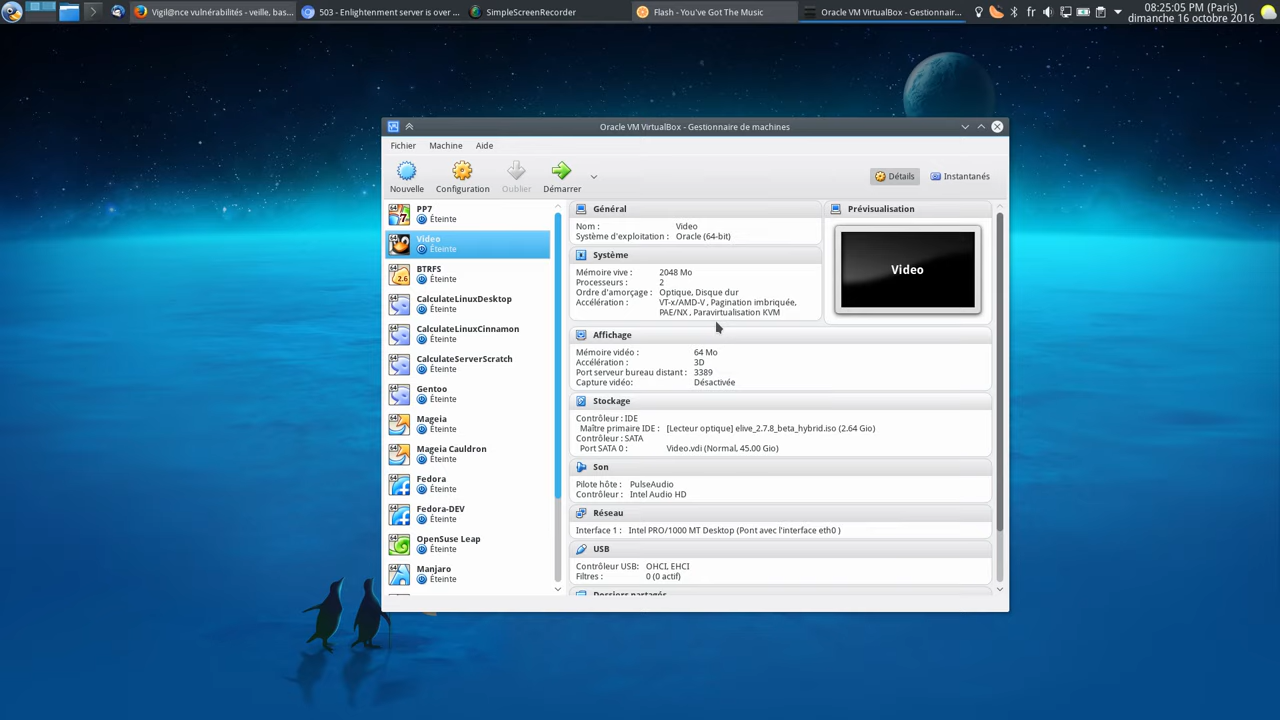 Vigil@nce vulnérabilités - veille, bas...
503 - Enlightenment server is over ...
SimpleScreenRecorder
Flash - You've Got The Music
Oracle VM VirtualBox - Gestionnair...
fr
08:25:05 PM (Paris)
dimanche 16 octobre 2016
Oracle VM VirtualBox - Gestionnaire de machines
Fichier Machine Aide
Nouvelle Configuration Oublier Démarrer
Détails Instantanés
PP7
Éteinte
Video
Éteinte
BTRFS
Éteinte
CalculateLinuxDesktop
Éteinte
CalculateLinuxCinnamon
Éteinte
CalculateServerScratch
Éteinte
Gentoo
Éteinte
Mageia
Éteinte
Mageia Cauldron
Éteinte
Fedora
Éteinte
Fedora-DEV
Éteinte
OpenSuse Leap
Éteinte
Manjaro
Éteinte
Général
Nom : Video
Système d'exploitation : Oracle (64-bit)
Système
Mémoire vive : 2048 Mo
Processeurs : 2
Ordre d'amorçage : Optique, Disque dur
Accélération : VT-x/AMD-V , Pagination imbriquée,
PAE/NX , Paravirtualisation KVM
Prévisualisation
Video
Affichage
Mémoire vidéo : 64 Mo
Accélération : 3D
Port serveur bureau distant : 3389
Capture vidéo: Désactivée
Stockage
Contrôleur : IDE
Maître primaire IDE : [Lecteur optique] elive_2.7.8_beta_hybrid.iso (2.64 Gio)
Contrôleur : SATA
Port SATA 0 : Video.vdi (Normal, 45.00 Gio)
Son
Pilote hôte : PulseAudio
Contrôleur : Intel Audio HD
Réseau
Interface 1 : Intel PRO/1000 MT Desktop (Pont avec l'interface eth0 )
USB
Contrôleur USB: OHCI, EHCI
Filtres : 0 (0 actif)
Dossiers partagés